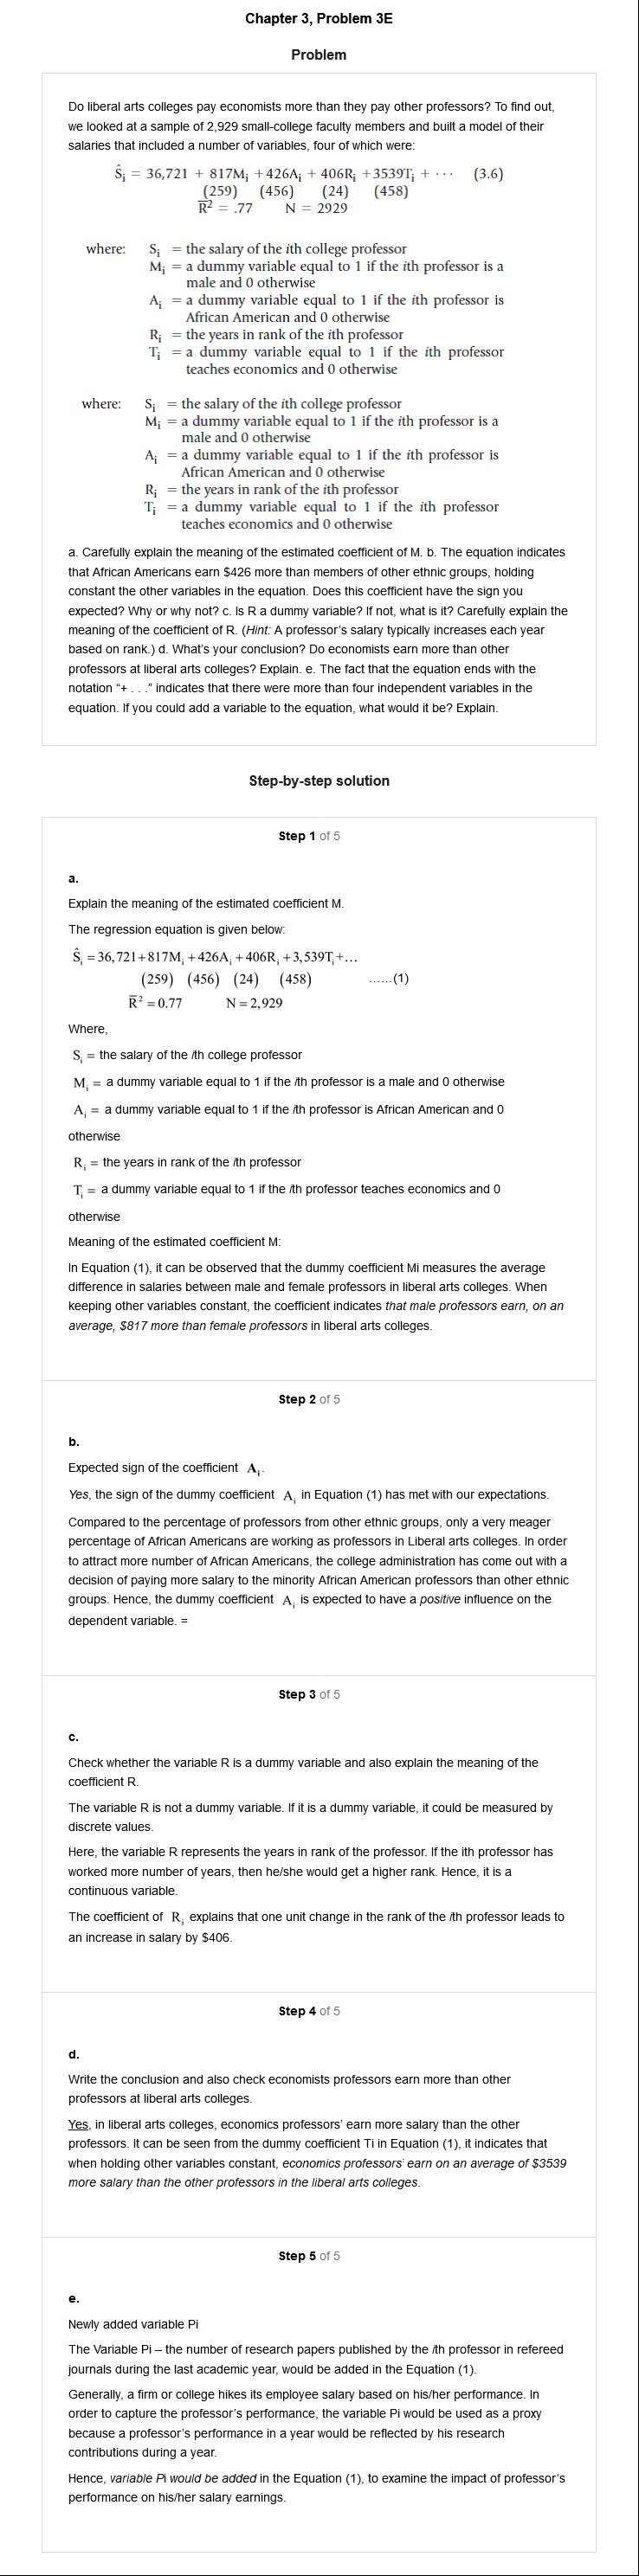 Chapter 3, Problem 3E
Problem
Do liberal arts colleges pay economists more than they pay other professors? To find out,
we looked at a sample of 2,929 small-college faculty members and built a model of their
salaries that included a number of variables, four of which were:
Ŝᵢ = 36,721 + 817Mᵢ +426Aᵢ + 406Rᵢ +3539Tᵢ + ··· (3.6)
(259) (456) (24) (458)
R̅² = .77 N = 2929
where: Sᵢ = the salary of the ith college professor
Mᵢ = a dummy variable equal to 1 if the ith professor is a
male and 0 otherwise
Aᵢ = a dummy variable equal to 1 if the ith professor is
African American and 0 otherwise
Rᵢ = the years in rank of the ith professor
Tᵢ = a dummy variable equal to 1 if the ith professor
teaches economics and 0 otherwise
where: Sᵢ = the salary of the ith college professor
Mᵢ = a dummy variable equal to 1 if the ith professor is a
male and 0 otherwise
Aᵢ = a dummy variable equal to 1 if the ith professor is
African American and 0 otherwise
Rᵢ = the years in rank of the ith professor
Tᵢ = a dummy variable equal to 1 if the ith professor
teaches economics and 0 otherwise
a. Carefully explain the meaning of the estimated coefficient of M. b. The equation indicates
that African Americans earn $426 more than members of other ethnic groups, holding
constant the other variables in the equation. Does this coefficient have the sign you
expected? Why or why not? c. Is R a dummy variable? If not, what is it? Carefully explain the
meaning of the coefficient of R. (Hint: A professor's salary typically increases each year
based on rank.) d. What's your conclusion? Do economists earn more than other
professors at liberal arts colleges? Explain. e. The fact that the equation ends with the
notation “+ . . .” indicates that there were more than four independent variables in the
equation. If you could add a variable to the equation, what would it be? Explain.
Step-by-step solution
Step 1 of 5
a.
Explain the meaning of the estimated coefficient M.
The regression equation is given below:
Ŝᵢ = 36,721+817Mᵢ +426Aᵢ +406Rᵢ +3,539Tᵢ+…
(259) (456) (24) (458) ……(1)
R̅² = 0.77 N = 2,929
Where,
Sᵢ = the salary of the ith college professor
Mᵢ = a dummy variable equal to 1 if the ith professor is a male and 0 otherwise
Aᵢ = a dummy variable equal to 1 if the ith professor is African American and 0
otherwise
Rᵢ = the years in rank of the ith professor
Tᵢ = a dummy variable equal to 1 if the ith professor teaches economics and 0
otherwise
Meaning of the estimated coefficient M:
In Equation (1), it can be observed that the dummy coefficient Mi measures the average
difference in salaries between male and female professors in liberal arts colleges. When
keeping other variables constant, the coefficient indicates that male professors earn, on an
average, $817 more than female professors in liberal arts colleges.
Step 2 of 5
b.
Expected sign of the coefficient Aᵢ.
Yes, the sign of the dummy coefficient Aᵢ in Equation (1) has met with our expectations.
Compared to the percentage of professors from other ethnic groups, only a very meager
percentage of African Americans are working as professors in Liberal arts colleges. In order
to attract more number of African Americans, the college administration has come out with a
decision of paying more salary to the minority African American professors than other ethnic
groups. Hence, the dummy coefficient Aᵢ is expected to have a positive influence on the
dependent variable. =
Step 3 of 5
c.
Check whether the variable R is a dummy variable and also explain the meaning of the
coefficient R.
The variable R is not a dummy variable. If it is a dummy variable, it could be measured by
discrete values.
Here, the variable R represents the years in rank of the professor. If the ith professor has
worked more number of years, then he/she would get a higher rank. Hence, it is a
continuous variable.
The coefficient of Rᵢ explains that one unit change in the rank of the ith professor leads to
an increase in salary by $406.
Step 4 of 5
d.
Write the conclusion and also check economists professors earn more than other
professors at liberal arts colleges.
Yes, in liberal arts colleges, economics professors' earn more salary than the other
professors. It can be seen from the dummy coefficient Ti in Equation (1), it indicates that
when holding other variables constant, economics professors' earn on an average of $3539
more salary than the other professors in the liberal arts colleges.
Step 5 of 5
e.
Newly added variable Pi
The Variable Pi – the number of research papers published by the ith professor in refereed
journals during the last academic year, would be added in the Equation (1).
Generally, a firm or college hikes its employee salary based on his/her performance. In
order to capture the professor's performance, the variable Pi would be used as a proxy
because a professor's performance in a year would be reflected by his research
contributions during a year.
Hence, variable Pi would be added in the Equation (1), to examine the impact of professor's
performance on his/her salary earnings.